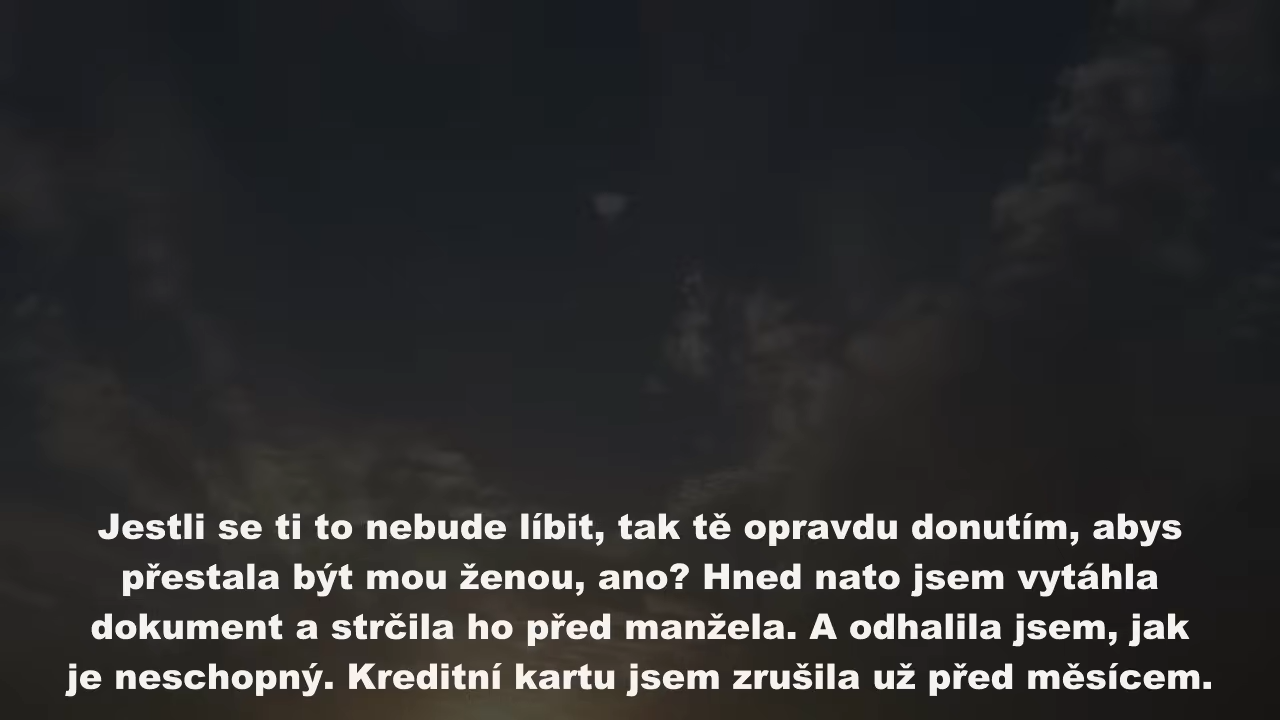 Jestli se ti to nebude líbit, tak tě opravdu donutím, abys
přestala být mou ženou, ano? Hned nato jsem vytáhla
dokument a strčila ho před manžela. A odhalila jsem, jak
je neschopný. Kreditní kartu jsem zrušila už před měsícem.